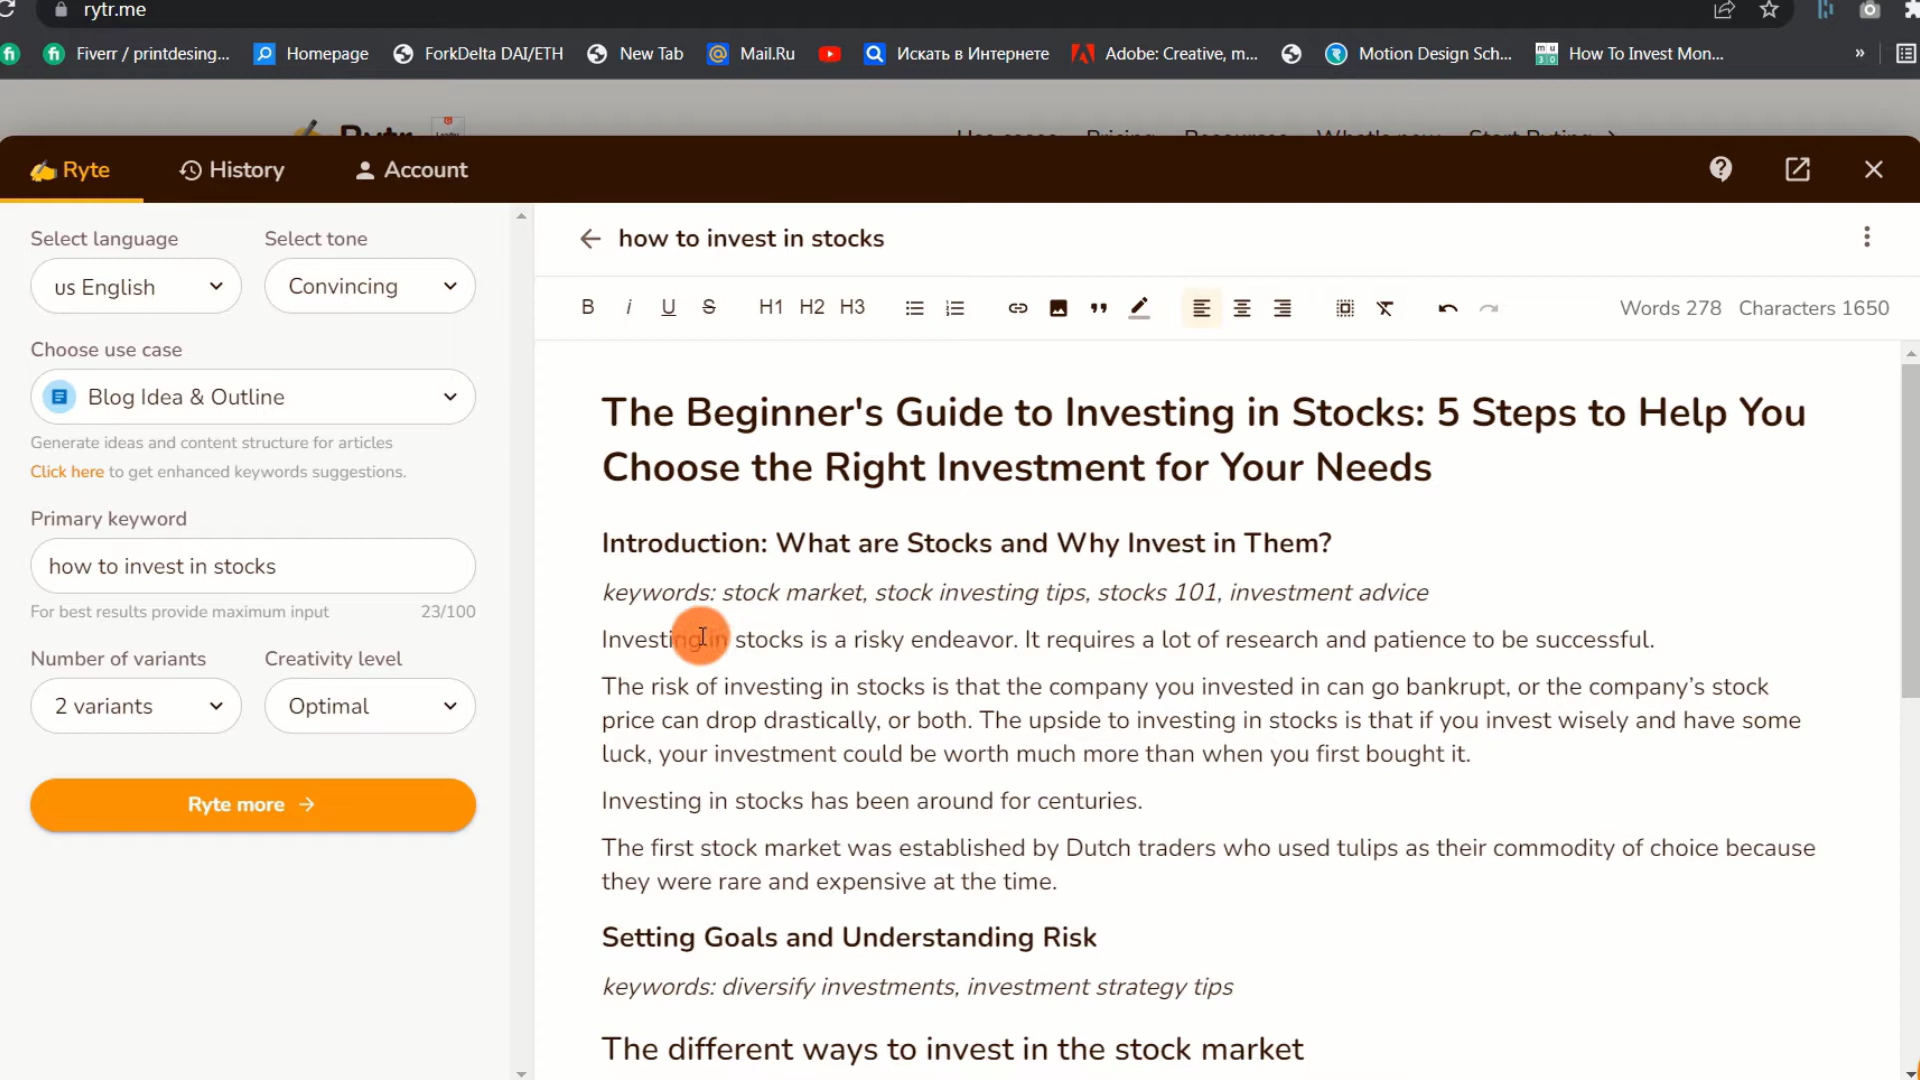 rytr.me
Fiverr / printdesing...
Homepage
ForkDelta DAI/ETH
New Tab
Mail.Ru
Искать в Интернете
Adobe: Creative, m...
Motion Design Sch...
How To Invest Mon...
»
Ryte
History
Account
Select language
Select tone
us English
Convincing
Choose use case
Blog Idea & Outline
Generate ideas and content structure for articles
Click here to get enhanced keywords suggestions.
Primary keyword
how to invest in stocks
For best results provide maximum input
23/100
Number of variants
Creativity level
2 variants
Optimal
Ryte more →
how to invest in stocks
B i U S H1 H2 H3
Words 278 Characters 1650
The Beginner's Guide to Investing in Stocks: 5 Steps to Help You
Choose the Right Investment for Your Needs
Introduction: What are Stocks and Why Invest in Them?
keywords: stock market, stock investing tips, stocks 101, investment advice
Investing in stocks is a risky endeavor. It requires a lot of research and patience to be successful.
The risk of investing in stocks is that the company you invested in can go bankrupt, or the company’s stock
price can drop drastically, or both. The upside to investing in stocks is that if you invest wisely and have some
luck, your investment could be worth much more than when you first bought it.
Investing in stocks has been around for centuries.
The first stock market was established by Dutch traders who used tulips as their commodity of choice because
they were rare and expensive at the time.
Setting Goals and Understanding Risk
keywords: diversify investments, investment strategy tips
The different ways to invest in the stock market